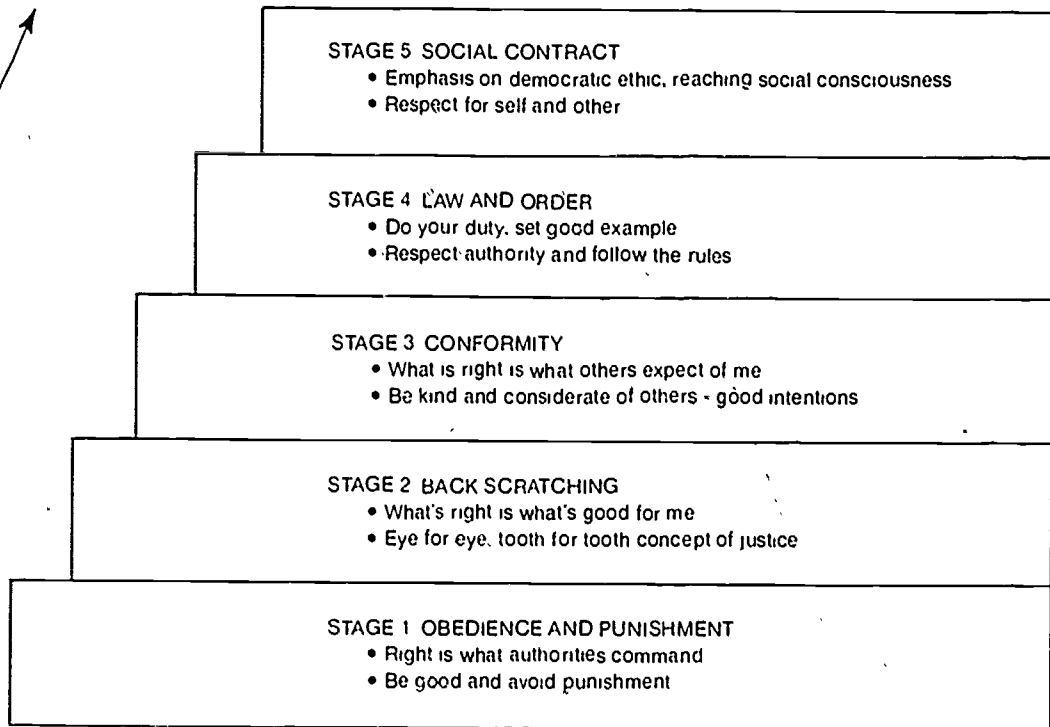 STAGE 5 SOCIAL CONTRACT
• Emphasis on democratic ethic, reaching social consciousness
• Respect for self and other
STAGE 4 LAW AND ORDER
• Do your duty, set good example
• Respect authority and follow the rules
STAGE 3 CONFORMITY
• What is right is what others expect of me
• Be kind and considerate of others - good intentions
STAGE 2 BACK SCRATCHING
• What's right is what's good for me
• Eye for eye, tooth for tooth concept of justice
STAGE 1 OBEDIENCE AND PUNISHMENT
• Right is what authorities command
• Be good and avoid punishment